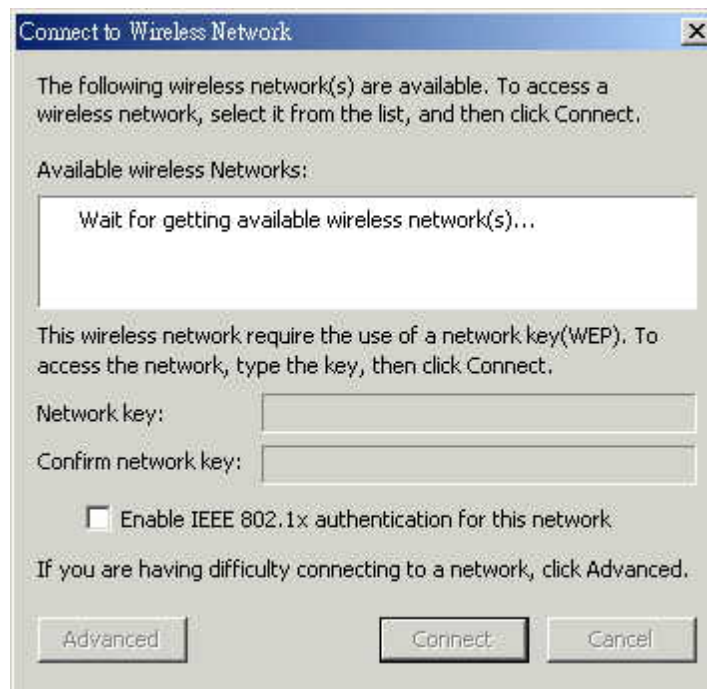 Connect to Wireless Network
The following wireless network(s) are available. To access a
wireless network, select it from the list, and then click Connect.
Available wireless Networks:
Wait for getting available wireless network(s)...
This wireless network require the use of a network key(WEP). To
access the network, type the key, then click Connect.
Network key:
Confirm network key:
Enable IEEE 802.1x authentication for this network
If you are having difficulty connecting to a network, click Advanced.
Advanced
Connect
Cancel